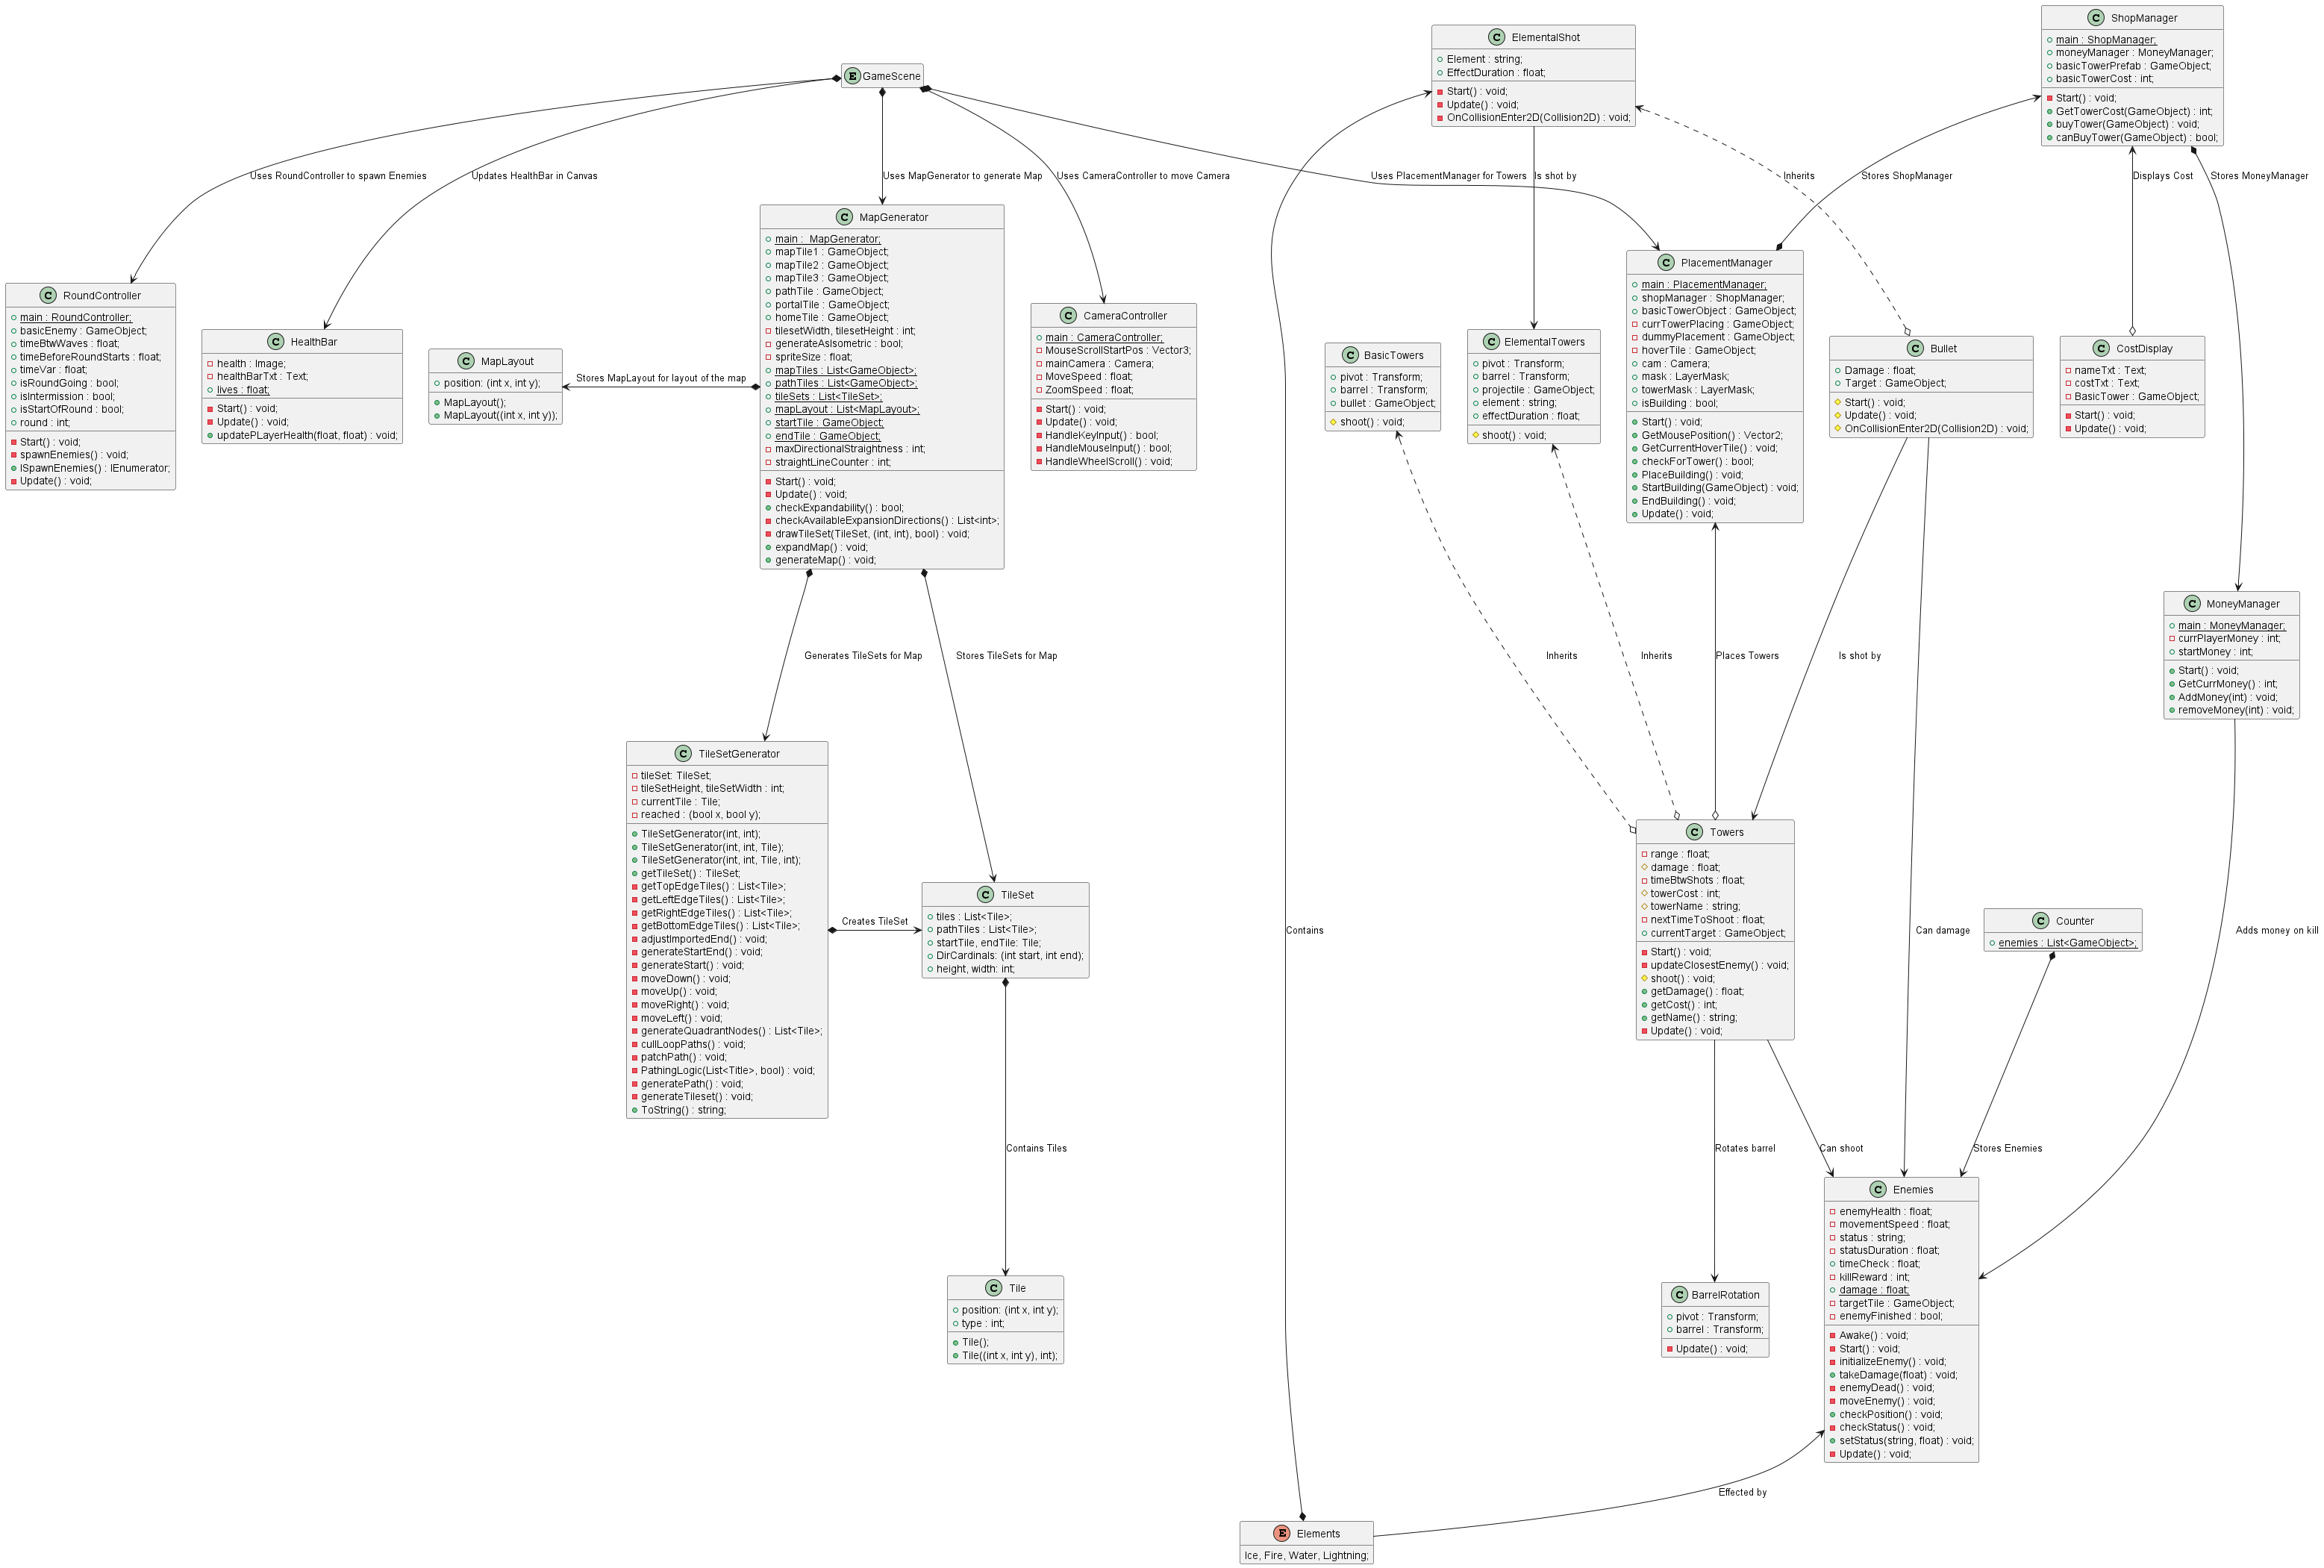 C ShopManager
main : ShopManager;
moneyManager : MoneyManager;
basicTowerPrefab : GameObject;
basicTowerCost : int;
Start() : void;
GetTowerCost(GameObject) : int;
buyTower(GameObject) : void;
canBuyTower(GameObject) : bool;
C ElementalShot
Element : string;
EffectDuration : float;
Start() : void;
Update() : void;
OnCollisionEnter2D(Collision2D) : void;
E GameScene
Uses RoundController to spawn Enemies
Updates HealthBar in Canvas
Uses MapGenerator to generate Map
Uses CameraController to move Camera
Uses PlacementManager for Towers
Is shot by
Inherits
Stores ShopManager
Displays Cost
Stores MoneyManager
C RoundController
main : RoundController;
basicEnemy : GameObject;
timeBtwWaves : float;
timeBeforeRoundStarts : float;
timeVar : float;
isRoundGoing : bool;
isIntermission : bool;
isStartOfRound : bool;
round : int;
Start() : void;
spawnEnemies() : void;
ISpawnEnemies() : IEnumerator;
Update() : void;
C HealthBar
health : Image;
healthBarTxt : Text;
lives : float;
Start() : void;
Update() : void;
updatePLayerHealth(float, float) : void;
C MapLayout
position: (int x, int y);
MapLayout();
MapLayout((int x, int y));
Stores MapLayout for layout of the map
C MapGenerator
main :  MapGenerator;
mapTile1 : GameObject;
mapTile2 : GameObject;
mapTile3 : GameObject;
pathTile : GameObject;
portalTile : GameObject;
homeTile : GameObject;
tilesetWidth, tilesetHeight : int;
generateAsIsometric : bool;
spriteSize : float;
mapTiles : List<GameObject>;
pathTiles : List<GameObject>;
tileSets : List<TileSet>;
mapLayout : List<MapLayout>;
startTile : GameObject;
endTile : GameObject;
maxDirectionalStraightness : int;
straightLineCounter : int;
Start() : void;
Update() : void;
checkExpandability() : bool;
checkAvailableExpansionDirections() : List<int>;
drawTileSet(TileSet, (int, int), bool) : void;
expandMap() : void;
generateMap() : void;
C CameraController
main : CameraController;
MouseScrollStartPos : Vector3;
mainCamera : Camera;
MoveSpeed : float;
ZoomSpeed : float;
Start() : void;
Update() : void;
HandleKeyInput() : bool;
HandleMouseInput() : bool;
HandleWheelScroll() : void;
C BasicTowers
pivot : Transform;
barrel : Transform;
bullet : GameObject;
shoot() : void;
C ElementalTowers
pivot : Transform;
barrel : Transform;
projectile : GameObject;
element : string;
effectDuration : float;
shoot() : void;
C PlacementManager
main : PlacementManager;
shopManager : ShopManager;
basicTowerObject : GameObject;
currTowerPlacing : GameObject;
dummyPlacement : GameObject;
hoverTile : GameObject;
cam : Camera;
mask : LayerMask;
towerMask : LayerMask;
isBuilding : bool;
Start() : void;
GetMousePosition() : Vector2;
GetCurrentHoverTile() : void;
checkForTower() : bool;
PlaceBuilding() : void;
StartBuilding(GameObject) : void;
EndBuilding() : void;
Update() : void;
C Bullet
Damage : float;
Target : GameObject;
Start() : void;
Update() : void;
OnCollisionEnter2D(Collision2D) : void;
C CostDisplay
nameTxt : Text;
costTxt : Text;
BasicTower : GameObject;
Start() : void;
Update() : void;
C MoneyManager
main : MoneyManager;
currPlayerMoney : int;
startMoney : int;
Start() : void;
GetCurrMoney() : int;
AddMoney(int) : void;
removeMoney(int) : void;
Generates TileSets for Map
Stores TileSets for Map
Inherits
Inherits
Places Towers
Is shot by
C TileSetGenerator
tileSet: TileSet;
tileSetHeight, tileSetWidth : int;
currentTile : Tile;
reached : (bool x, bool y);
TileSetGenerator(int, int);
TileSetGenerator(int, int, Tile);
TileSetGenerator(int, int, Tile, int);
getTileSet() : TileSet;
getTopEdgeTiles() : List<Tile>;
getLeftEdgeTiles() : List<Tile>;
getRightEdgeTiles() : List<Tile>;
getBottomEdgeTiles() : List<Tile>;
adjustImportedEnd() : void;
generateStartEnd() : void;
generateStart() : void;
moveDown() : void;
moveUp() : void;
moveRight() : void;
moveLeft() : void;
generateQuadrantNodes() : List<Tile>;
cullLoopPaths() : void;
patchPath() : void;
PathingLogic(List<Title>, bool) : void;
generatePath() : void;
generateTileset() : void;
ToString() : string;
Creates TileSet
C TileSet
tiles : List<Tile>;
pathTiles : List<Tile>;
startTile, endTile: Tile;
DirCardinals: (int start, int end);
height, width: int;
Contains
C Towers
range : float;
damage : float;
timeBtwShots : float;
towerCost : int;
towerName : string;
nextTimeToShoot : float;
currentTarget : GameObject;
Start() : void;
updateClosestEnemy() : void;
shoot() : void;
getDamage() : float;
getCost() : int;
getName() : string;
Update() : void;
Can damage
C Counter
enemies : List<GameObject>;
Adds money on kill
Contains Tiles
Rotates barrel
Can shoot
Stores Enemies
C Tile
position: (int x, int y);
type : int;
Tile();
Tile((int x, int y), int);
C BarrelRotation
pivot : Transform;
barrel : Transform;
Update() : void;
C Enemies
enemyHealth : float;
movementSpeed : float;
status : string;
statusDuration : float;
timeCheck : float;
killReward : int;
damage : float;
targetTile : GameObject;
enemyFinished : bool;
Awake() : void;
Start() : void;
initializeEnemy() : void;
takeDamage(float) : void;
enemyDead() : void;
moveEnemy() : void;
checkPosition() : void;
checkStatus() : void;
setStatus(string, float) : void;
Update() : void;
Effected by
E Elements
Ice, Fire, Water, Lightning;